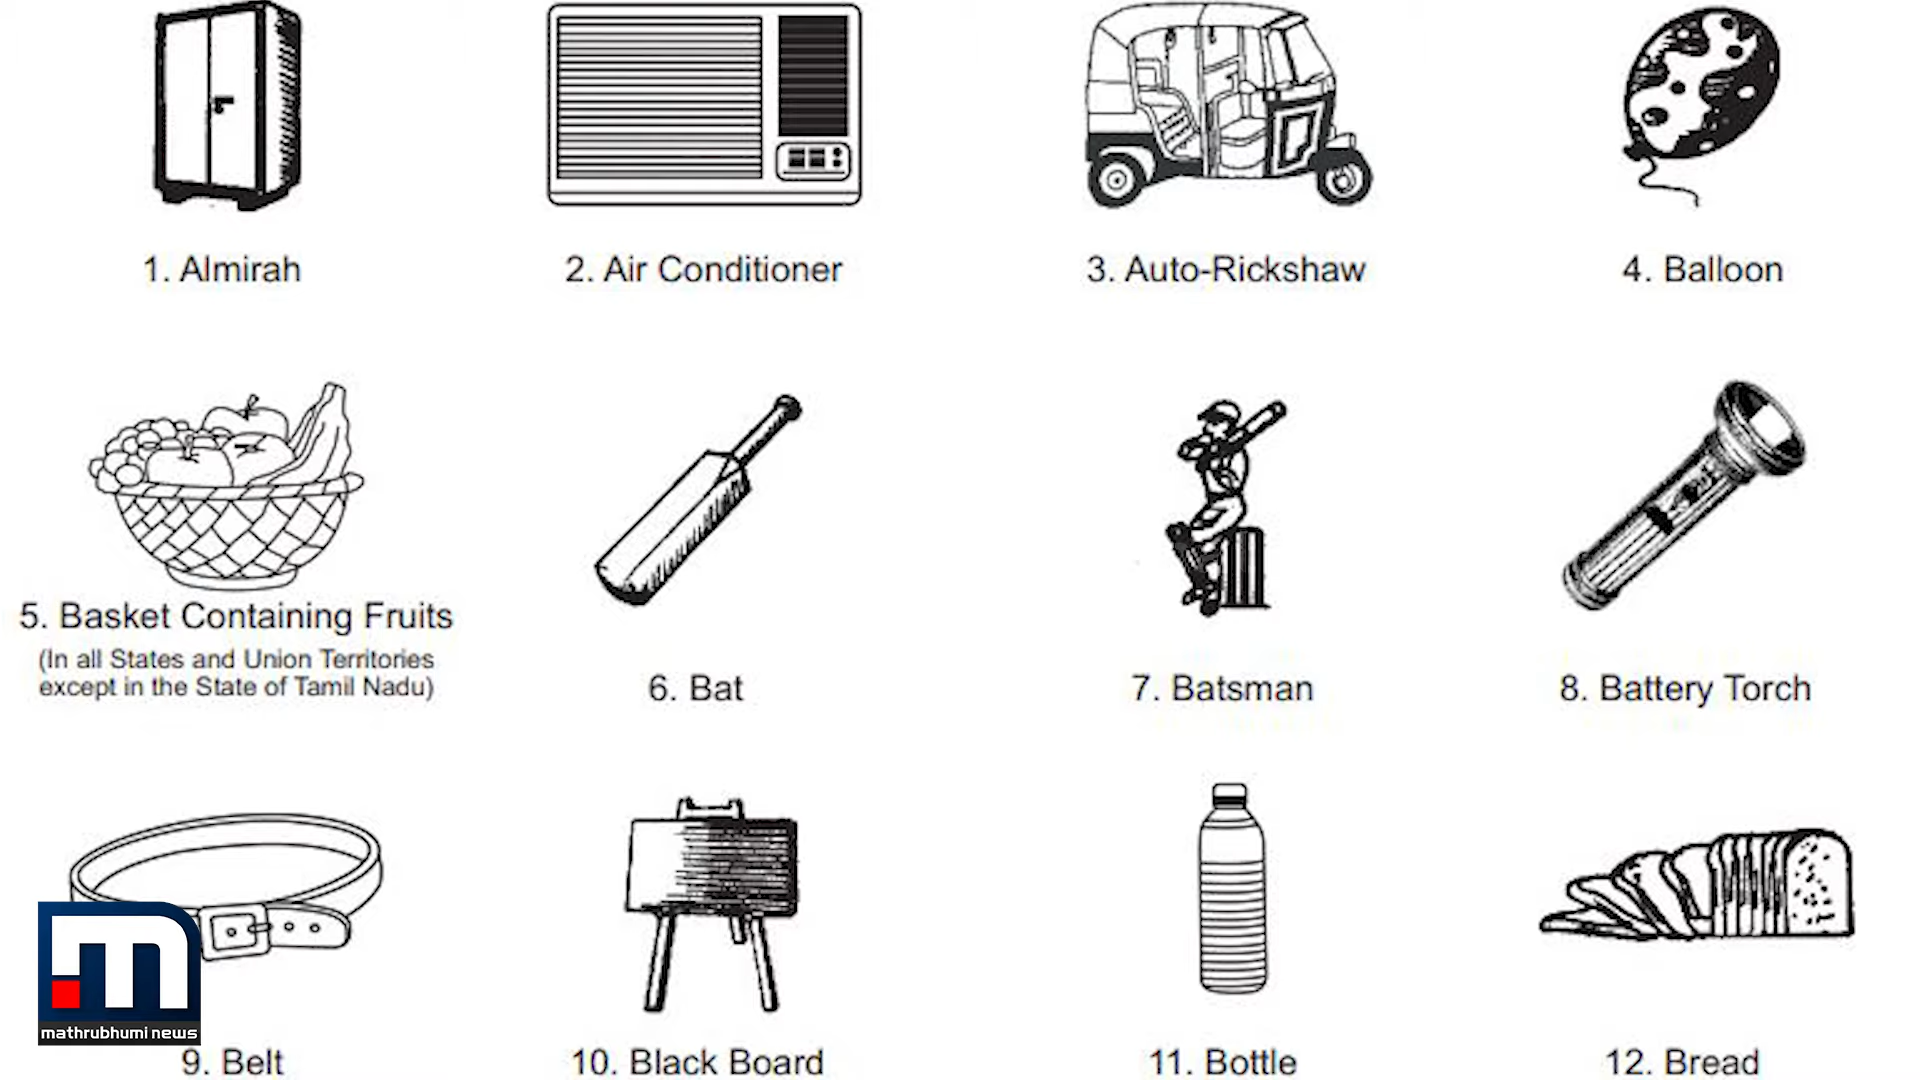 1. Almirah
2. Air Conditioner
3. Auto-Rickshaw
4. Balloon
5. Basket Containing Fruits
(In all States and Union Territories
except in the State of Tamil Nadu)
6. Bat
7. Batsman
8. Battery Torch
9. Belt
10. Black Board
11. Bottle
12. Bread
mathrubhumi news